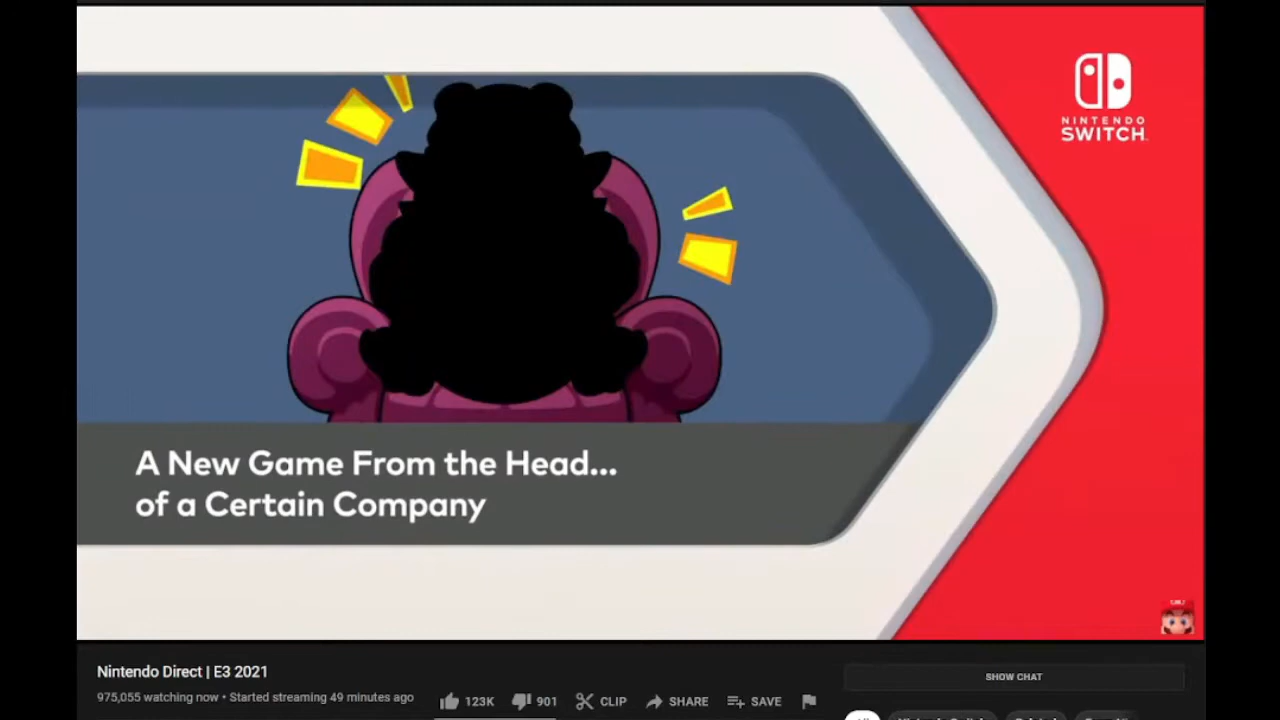 NINTENDO
SWITCH
A New Game From the Head...
of a Certain Company
Nintendo Direct | E3 2021
975,055 watching now • Started streaming 49 minutes ago
123K
901
CLIP
SHARE
SAVE
SHOW CHAT